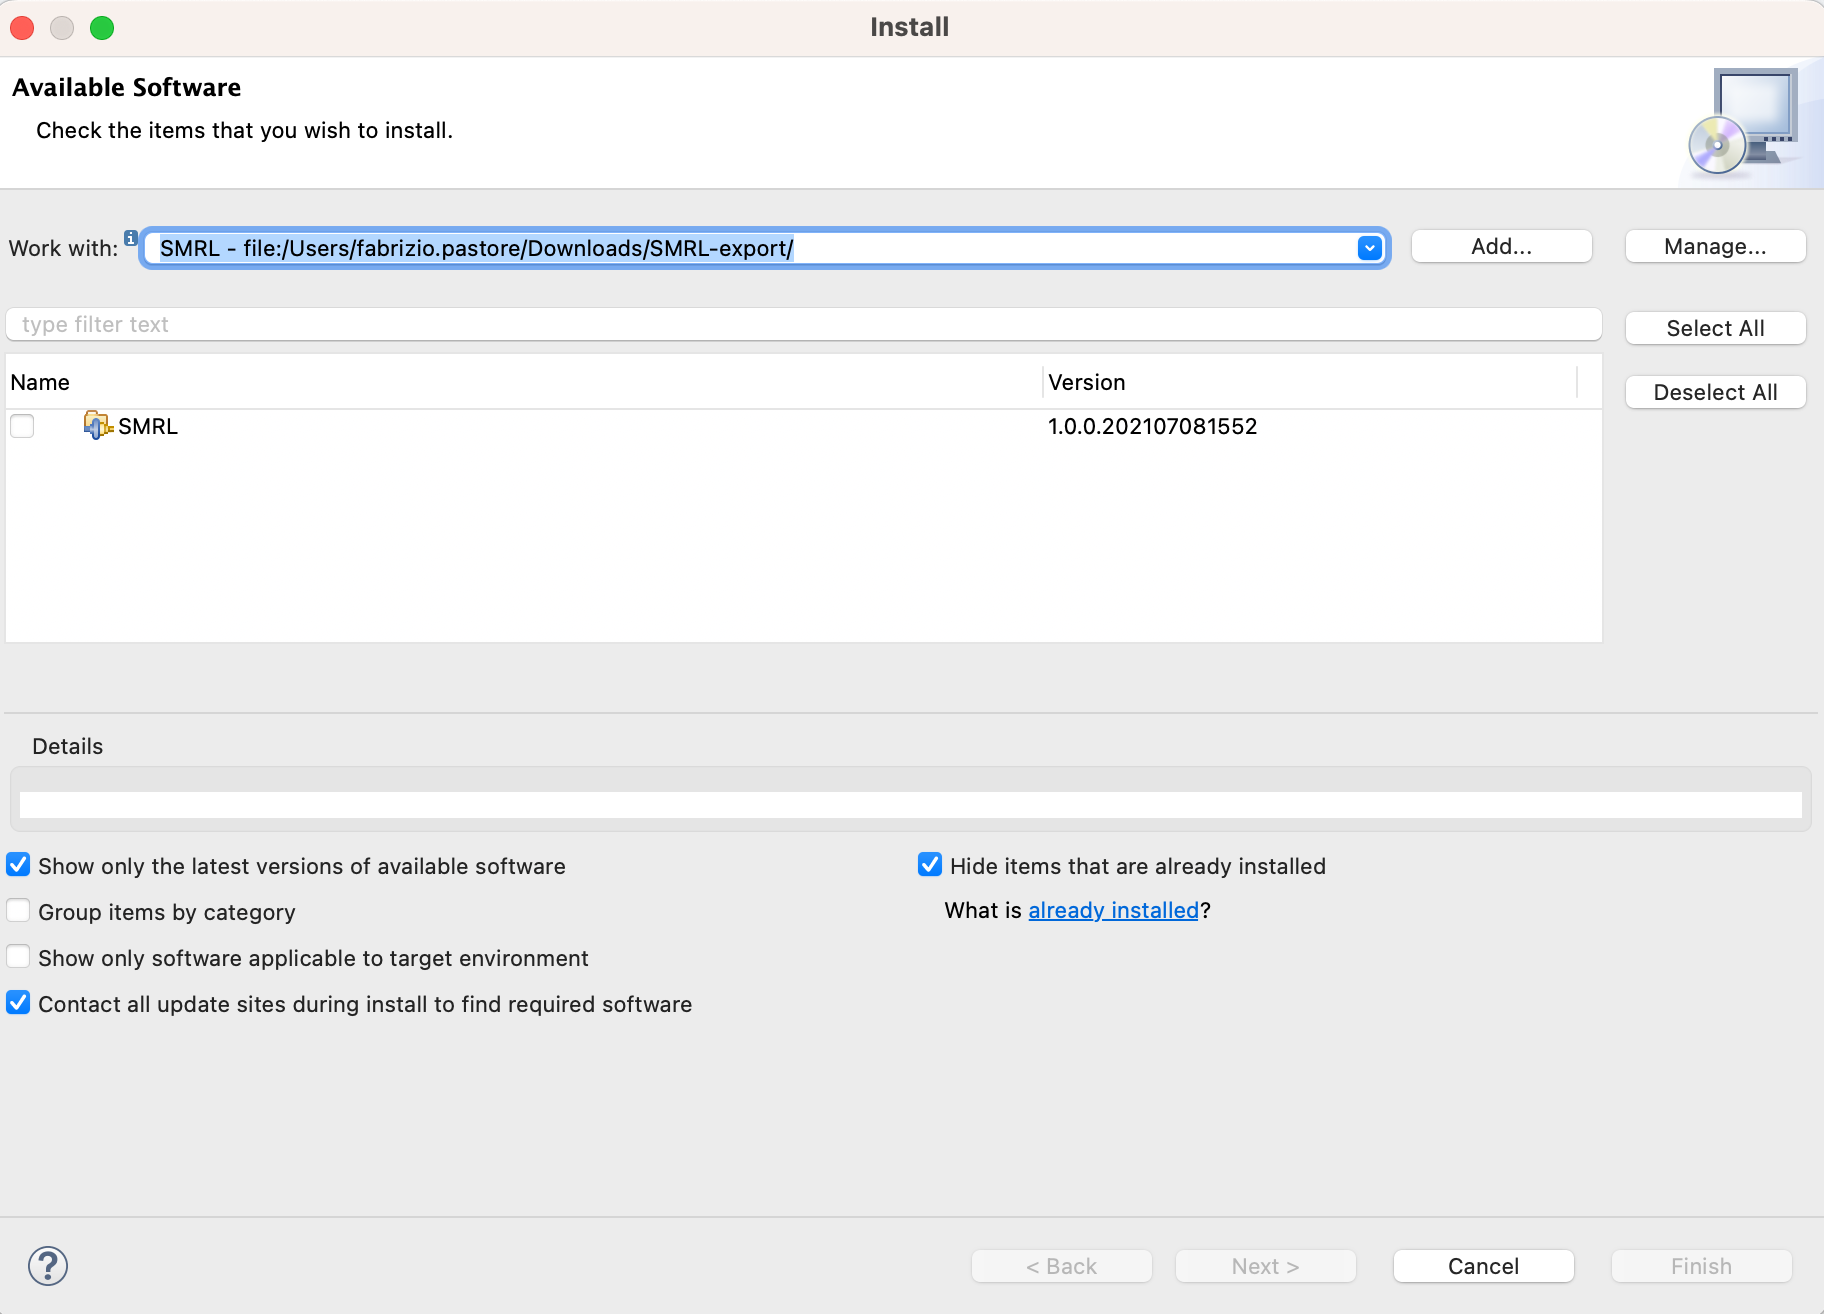 Install
Available Software
Check the items that you wish to install.
Work with: SMRL - file:/Users/fabrizio.pastore/Downloads/SMRL-export/ Add... Manage...
type filter text Select All
Name Version Deselect All
SMRL 1.0.0.202107081552
Details
Show only the latest versions of available software Hide items that are already installed
Group items by category What is already installed?
Show only software applicable to target environment
Contact all update sites during install to find required software
? < Back Next > Cancel Finish